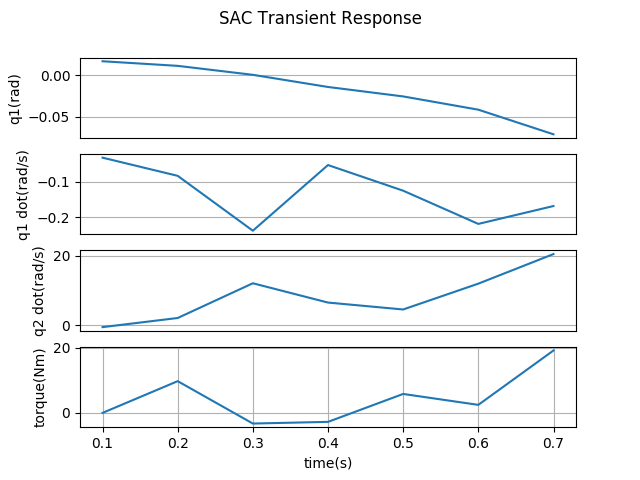 SAC Transient Response
q1(rad)
0.00
−0.05
q1 dot(rad/s)
−0.1
−0.2
q2 dot(rad/s)
20
0
torque(Nm)
20
0
0.1 0.2 0.3 0.4 0.5 0.6 0.7
time(s)